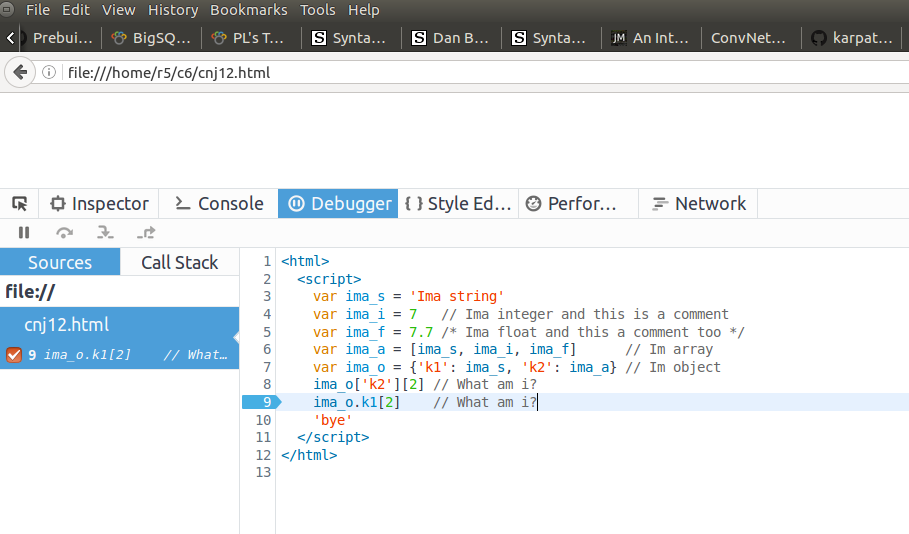 File Edit View History Bookmarks Tools Help
Prebui... BigSQ... PL's T... S Synta... S Dan B... S Synta... JM An Int... ConvNet... karpat...
file:///home/r5/c6/cnj12.html
Inspector Console Debugger { } Style Ed... Perfor... Network
Sources Call Stack
file://
cnj12.html
9 ima_o.k1[2] // What...
1 <html>
2 <script>
3 var ima_s = 'Ima string'
4 var ima_i = 7 // Ima integer and this is a comment
5 var ima_f = 7.7 /* Ima float and this a comment too */
6 var ima_a = [ima_s, ima_i, ima_f] // Im array
7 var ima_o = {'k1': ima_s, 'k2': ima_a} // Im object
8 ima_o['k2'][2] // What am i?
9 ima_o.k1[2] // What am i?
10 'bye'
11 </script>
12 </html>
13